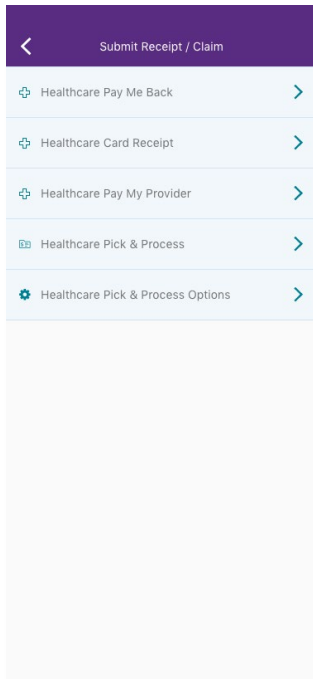 Submit Receipt / Claim
Healthcare Pay Me Back
Healthcare Card Receipt
Healthcare Pay My Provider
Healthcare Pick & Process
Healthcare Pick & Process Options